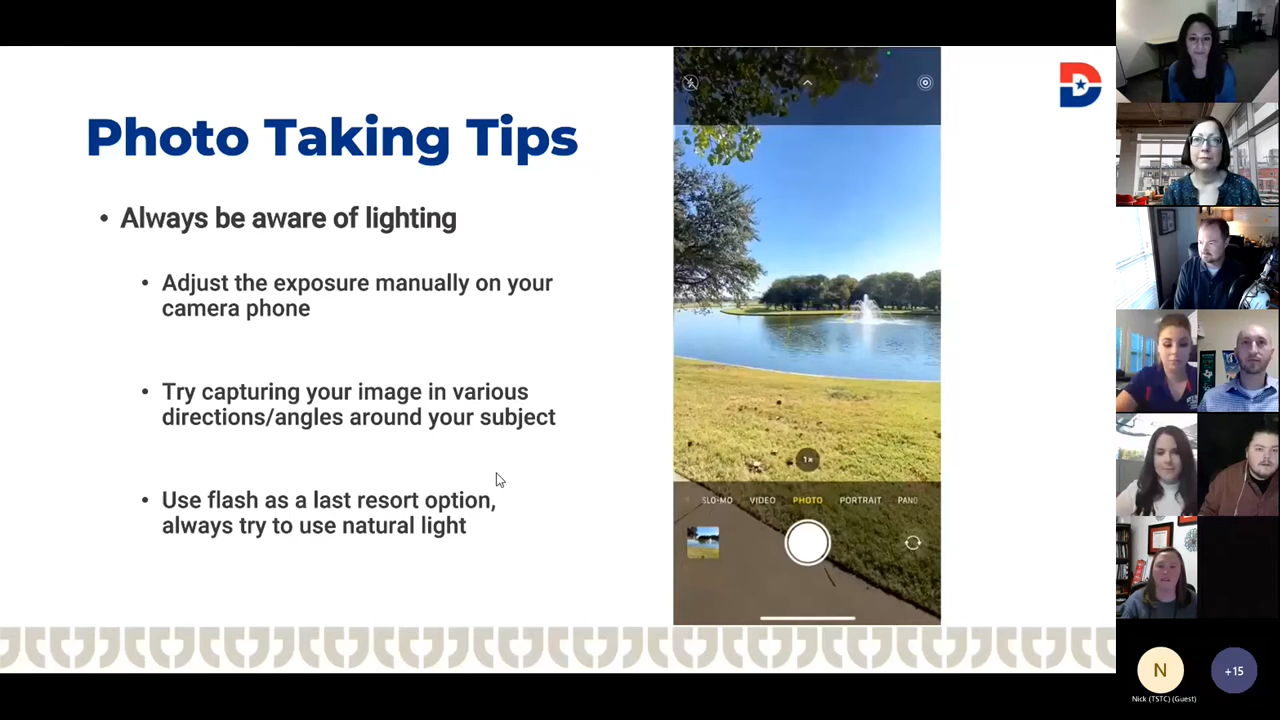 Photo Taking Tips
• Always be aware of lighting
• Adjust the exposure manually on your
camera phone
• Try capturing your image in various
directions/angles around your subject
• Use flash as a last resort option,
always try to use natural light
1×
SLO-MO VIDEO PHOTO PORTRAIT PANO
D
N
+15
Nick (TSTC) (Guest)